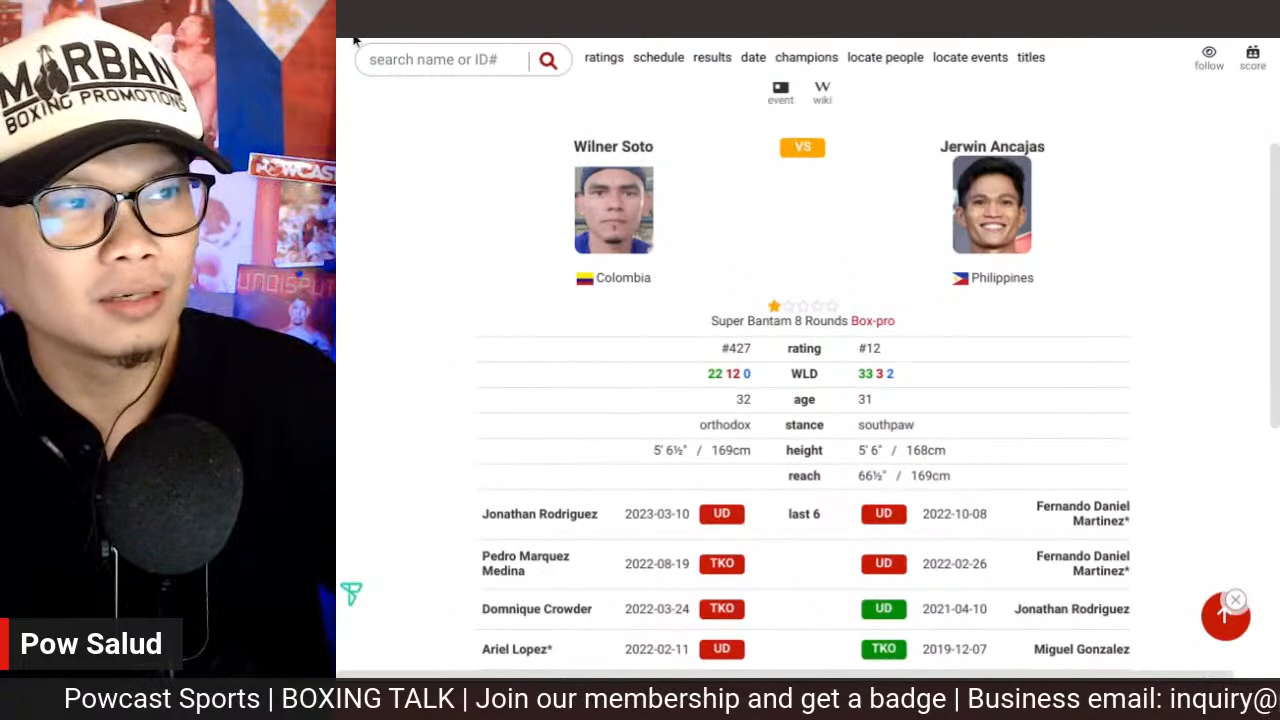 MARBAN
BOXING PROMOTIONS
POWCAST
UNDISPUT
search name or ID#
ratings schedule results date champions locate people locate events titles
follow
score
event
wiki
Wilner Soto
VS
Jerwin Ancajas
Colombia
Philippines
Super Bantam 8 Rounds Box-pro
#427 rating #12
22 12 0 WLD 33 3 2
32 age 31
orthodox stance southpaw
5' 6½" / 169cm height 5' 6" / 168cm
reach 66½" / 169cm
Jonathan Rodriguez 2023-03-10 UD last 6 UD 2022-10-08 Fernando Daniel
Martinez*
Pedro Marquez
Medina 2022-08-19 TKO UD 2022-02-26 Fernando Daniel
Martinez*
Domnique Crowder 2022-03-24 TKO UD 2021-04-10 Jonathan Rodriguez
Ariel Lopez* 2022-02-11 UD TKO 2019-12-07 Miguel Gonzalez
Pow Salud
Powcast Sports | BOXING TALK | Join our membership and get a badge | Business email: inquiry@